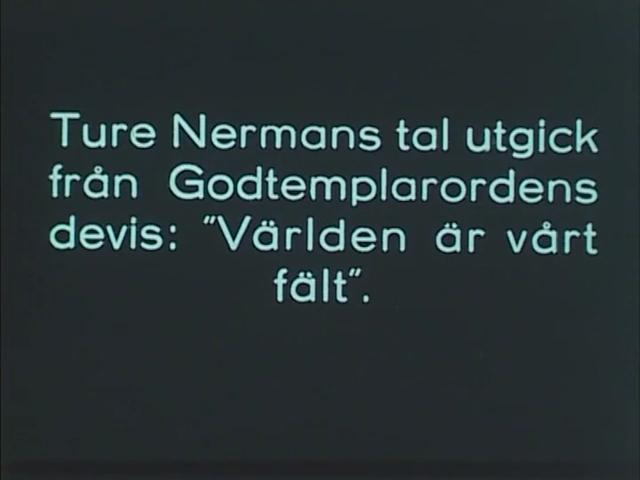 Ture Nermans tal utgick
från Godtemplarordens
devis: "Världen är vårt
fält".